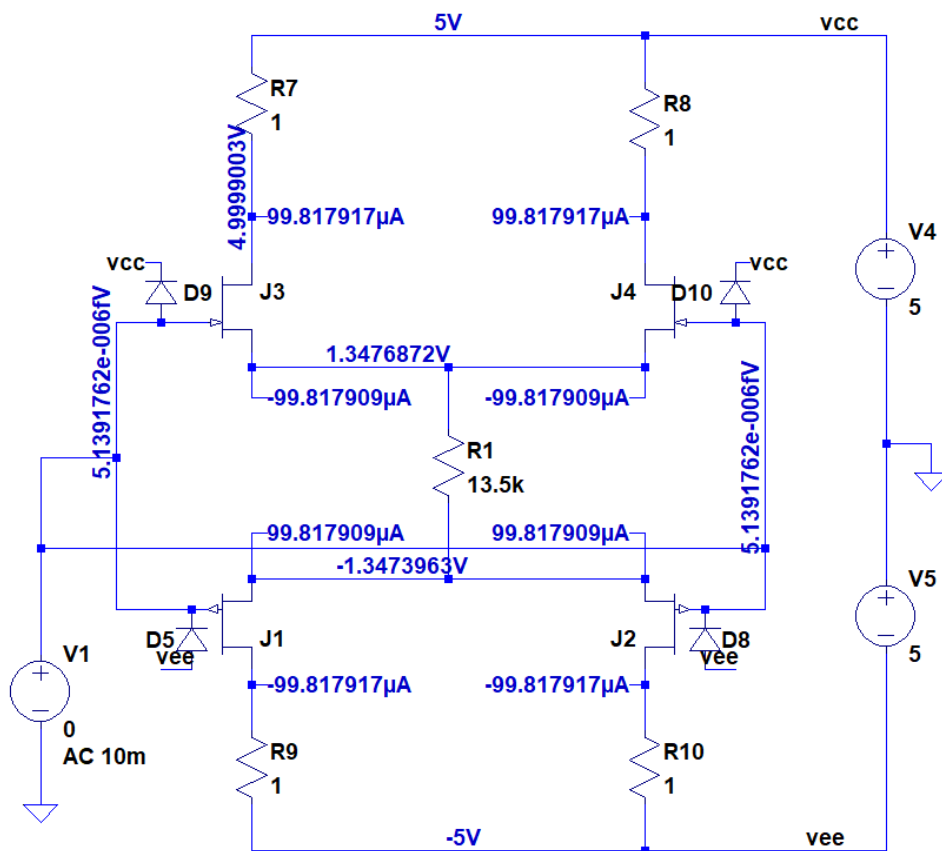 5V
vcc
R7
1
R8
1
4.9999003V
99.817917µA
99.817917µA
V4
5
vcc
D9
J3
J4
D10
vcc
5.1391762e-006fV
1.3476872V
-99.817909µA
-99.817909µA
R1
13.5k
5.1391762e-006fV
99.817909µA
99.817909µA
-1.3473963V
V5
5
D5
vee
J1
J2
D8
vee
V1
0
AC 10m
-99.817917µA
-99.817917µA
R9
1
R10
1
-5V
vee